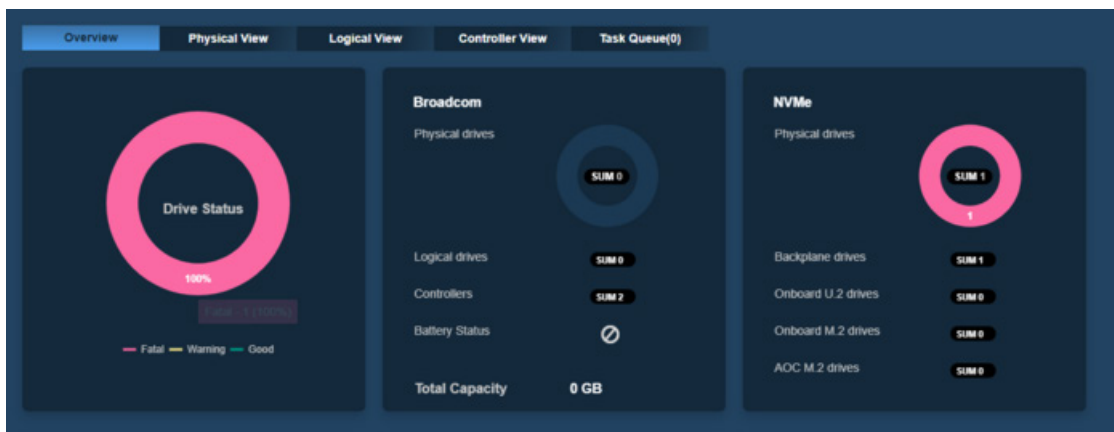 Overview Physical View Logical View Controller View Task Queue(0)
Drive Status
100%
Fatal : 1 (100%)
Fatal Warning Good
Broadcom
Physical drives
SUM 0
Logical drives SUM 0
Controllers SUM 2
Battery Status
Total Capacity 0 GB
NVMe
Physical drives
SUM 1
1
Backplane drives SUM 1
Onboard U.2 drives SUM 0
Onboard M.2 drives SUM 0
AOC M.2 drives SUM 0